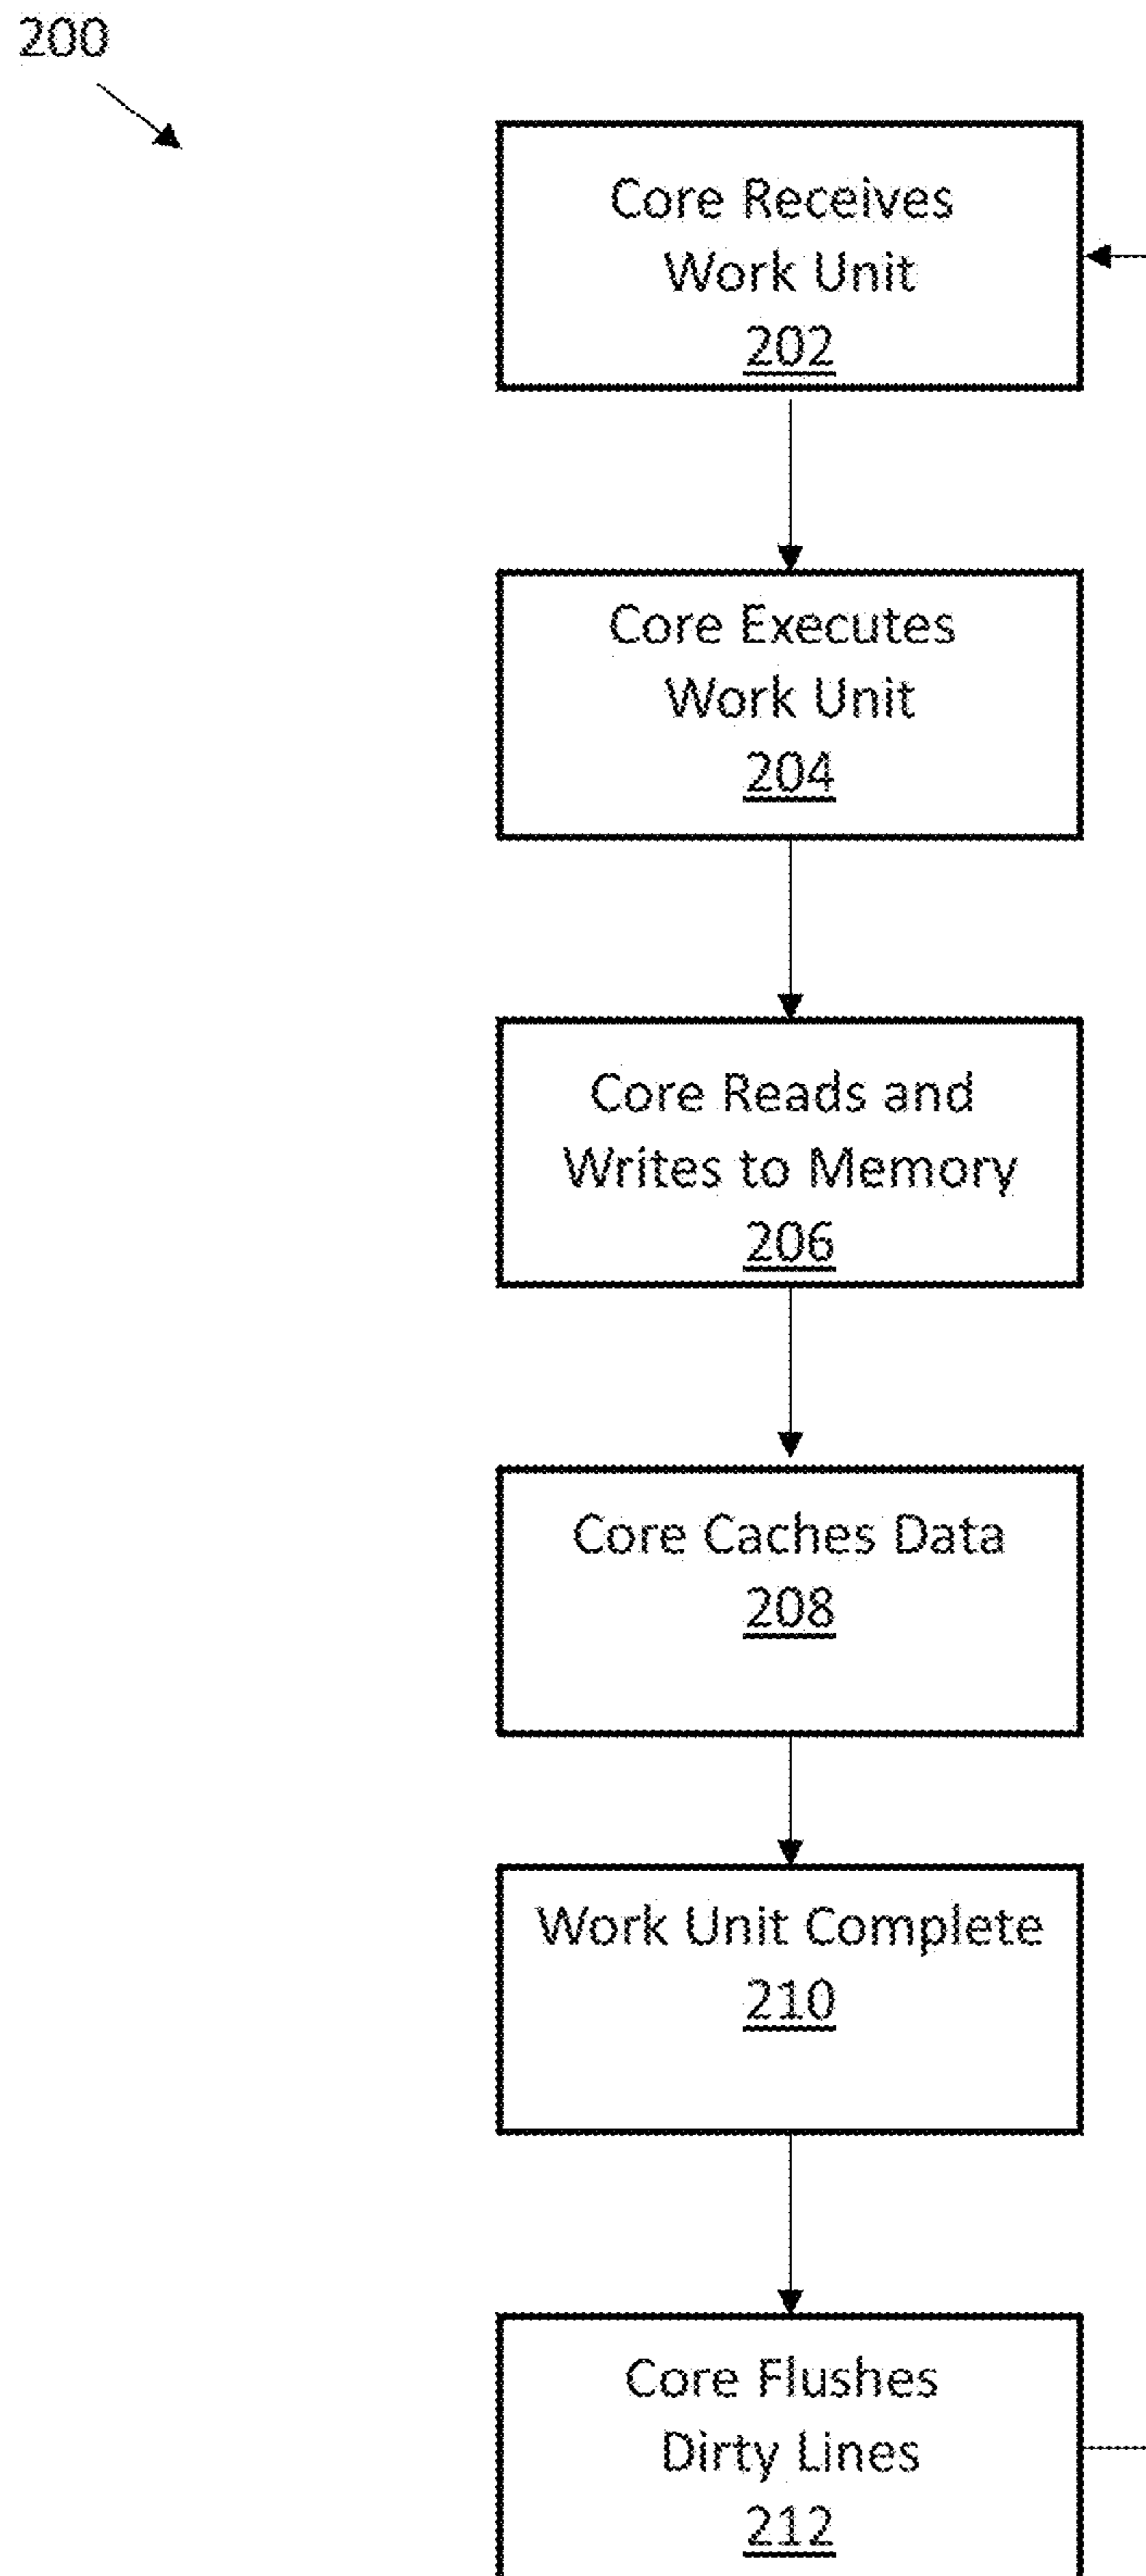 200
Core Receives
Work Unit
202
Core Executes
Work Unit
204
Core Reads and
Writes to Memory
206
Core Caches Data
208
Work Unit Complete
210
Core Flushes
Dirty Lines
212